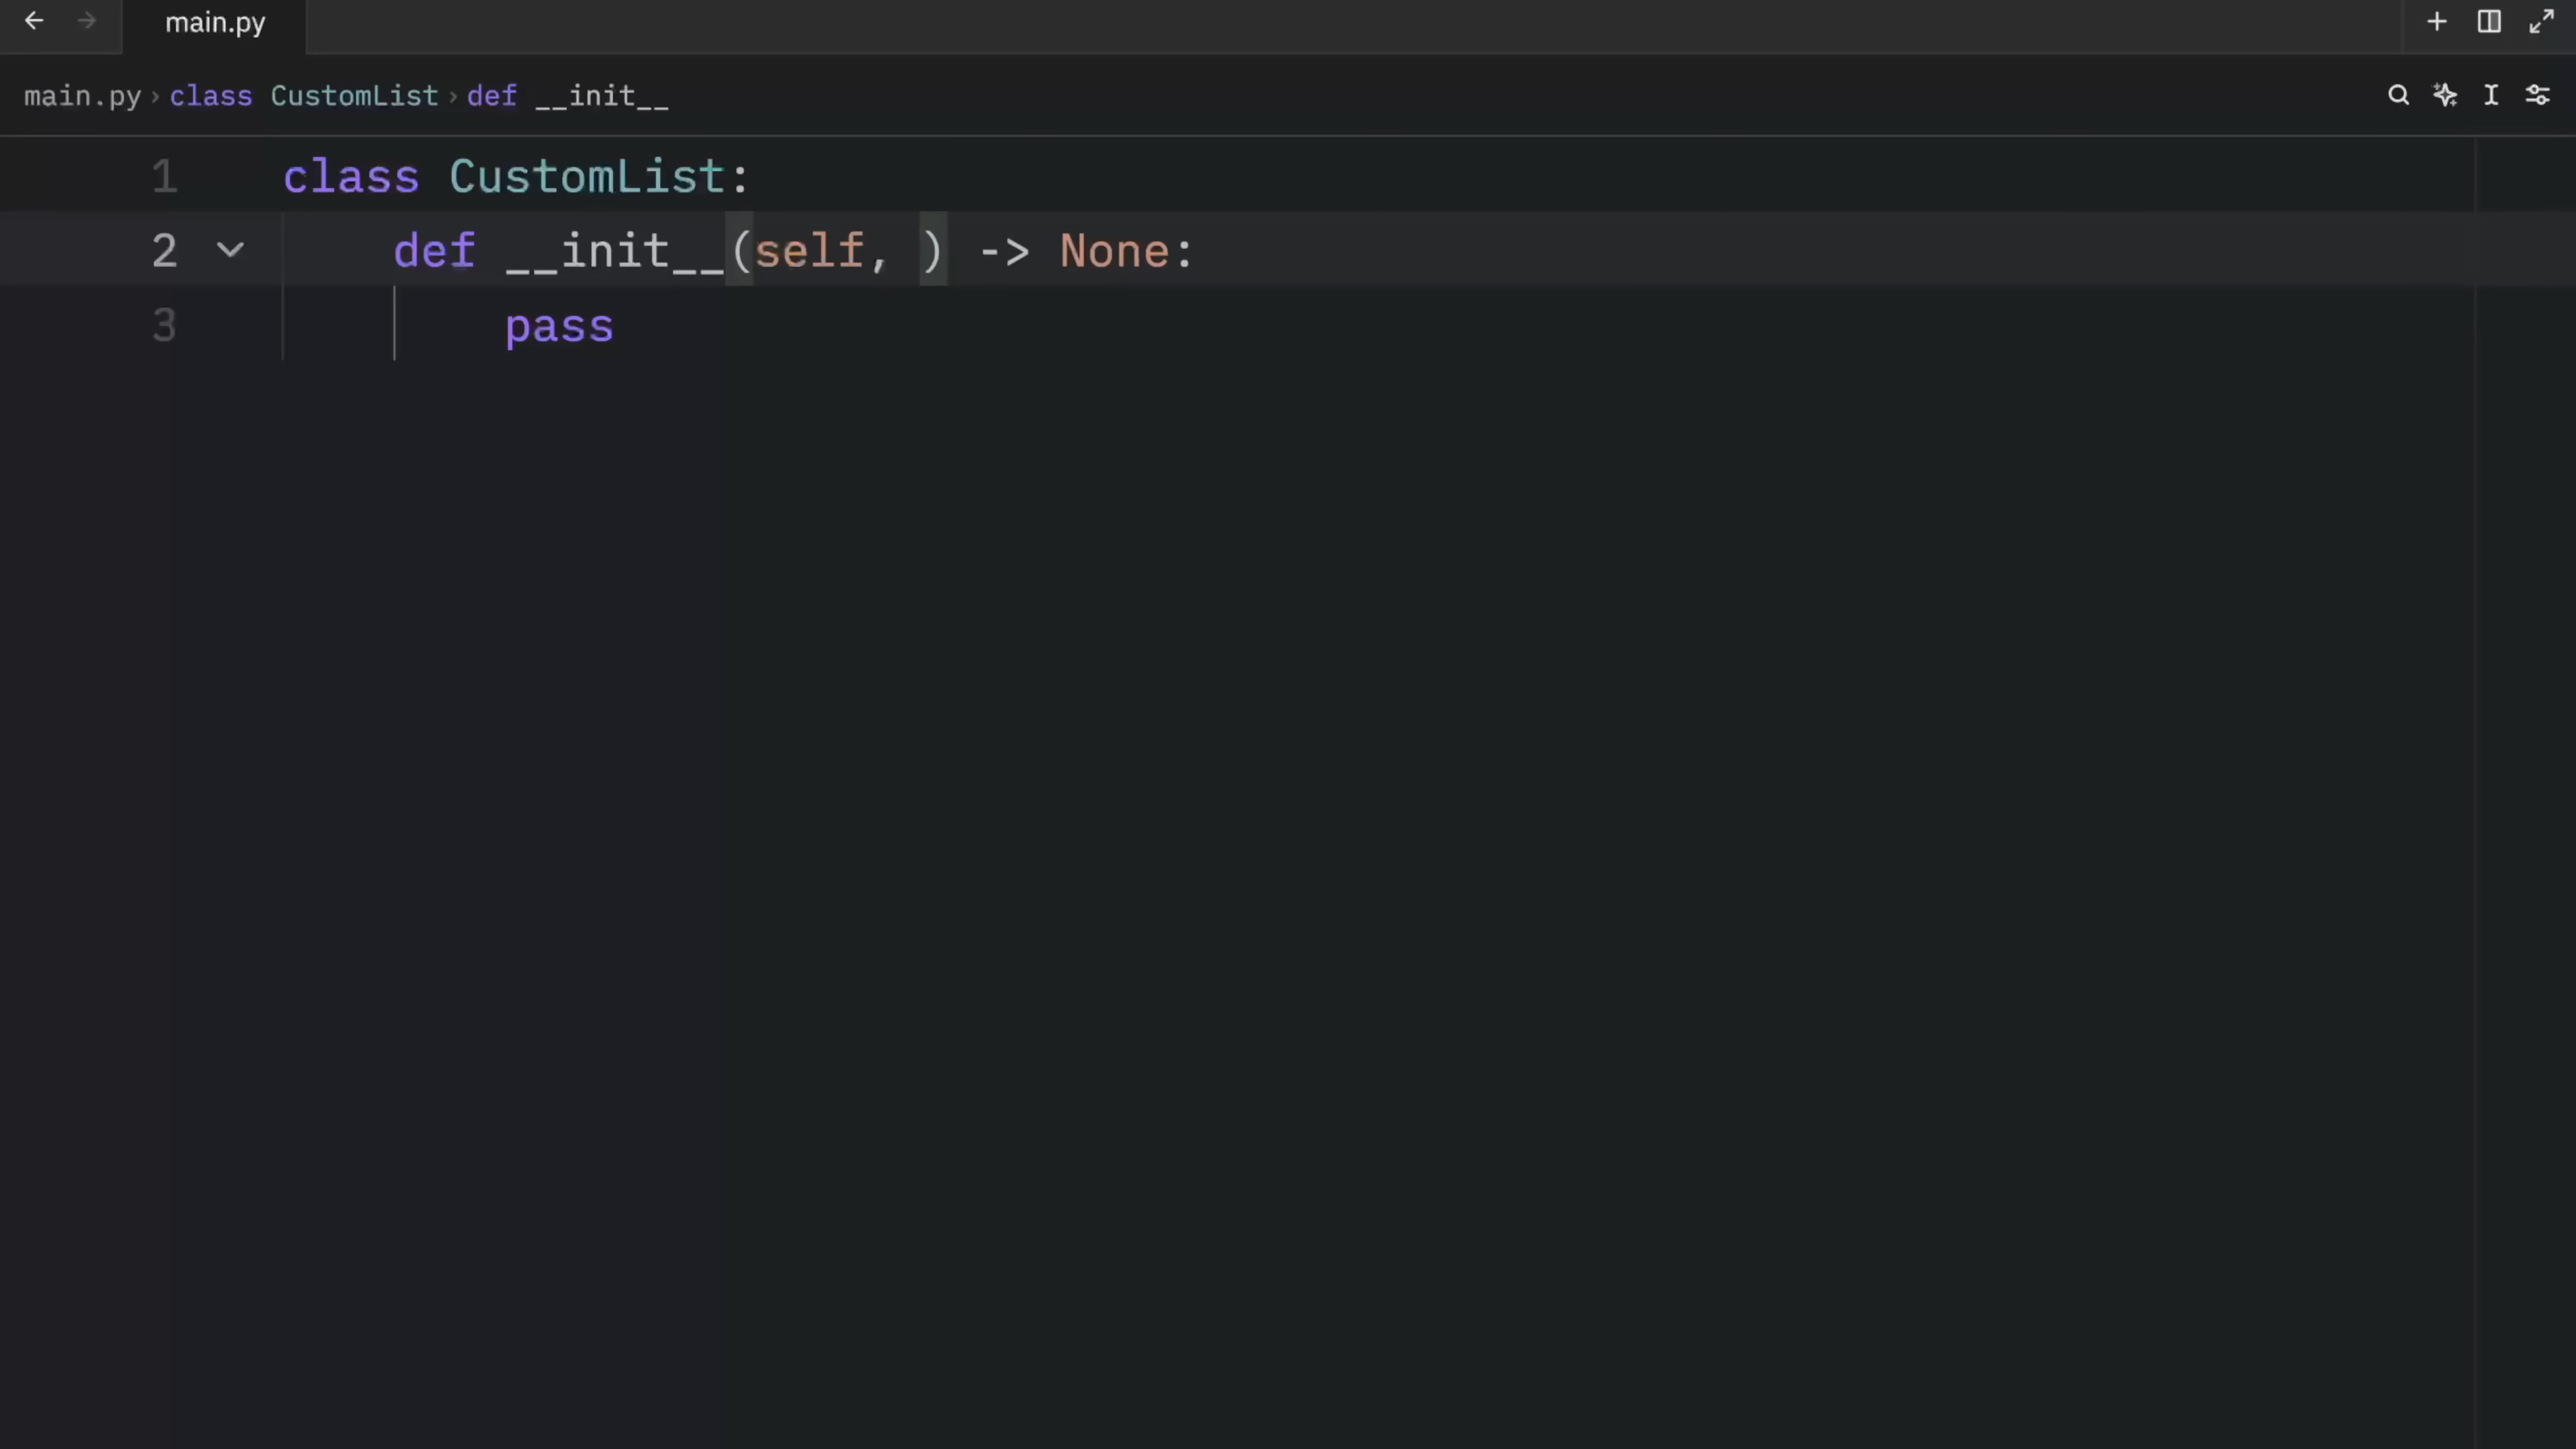 main.py
main.py › class CustomList › def __init__
1 class CustomList:
2 def __init__(self, ) -> None:
3 pass